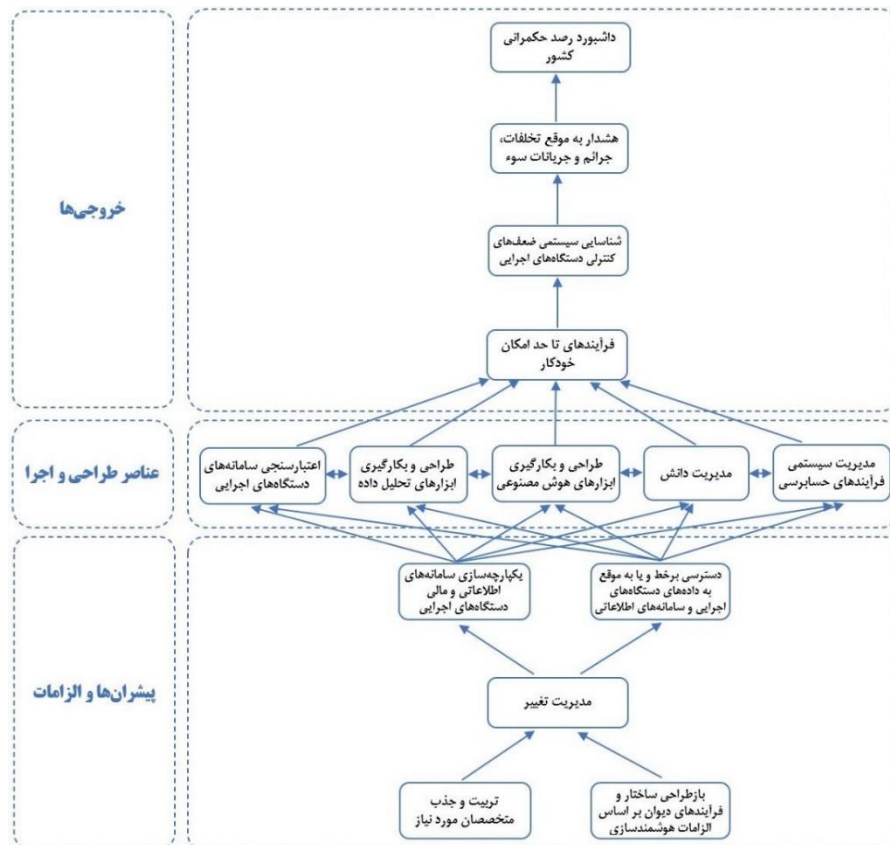 خروجی‌ها
داشبورد رصد حکمرانی
کشور
هشدار به موقع تخلفات،
جرائم و جریانات سوء
شناسایی سیستمی ضعف‌های
کنترلی دستگاه‌های اجرایی
فرآیندهای تا حد امکان
خودکار
عناصر طراحی و اجرا
مدیریت سیستمی
فرآیندهای حسابرسی
مدیریت دانش
طراحی و بکارگیری
ابزارهای هوش مصنوعی
طراحی و بکارگیری
ابزارهای تحلیل داده
اعتبارسنجی سامانه‌های
دستگاه‌های اجرایی
پیشران‌ها و الزامات
دسترسی برخط و یا به موقع
به داده‌های دستگاه‌های
اجرایی و سامانه‌های اطلاعاتی
یکپارچه‌سازی سامانه‌های
اطلاعاتی و مالی
دستگاه‌های اجرایی
مدیریت تغییر
بازطراحی ساختار و
فرآیندهای دیوان بر اساس
الزامات هوشمندسازی
تربیت و جذب
متخصصان مورد نیاز